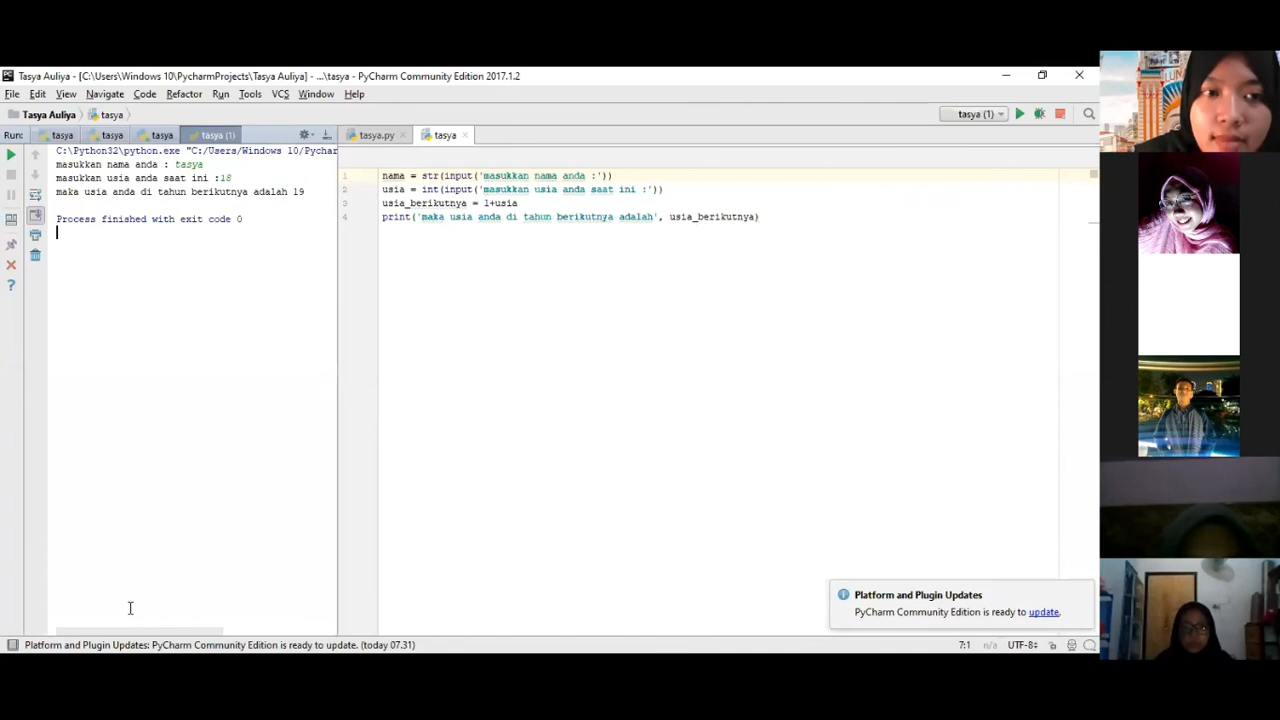 Tasya Auliya - [C:\Users\Windows 10\PycharmProjects\Tasya Auliya] - ...\tasya - PyCharm Community Edition 2017.1.2
File Edit View Navigate Code Refactor Run Tools VCS Window Help
Tasya Auliya tasya tasya (1)
Run: tasya tasya tasya tasya (1) tasya.py tasya
C:\Python32\python.exe "C:/Users/Windows 10/Pychar
masukkan nama anda : tasya
masukkan usia anda saat ini :18
maka usia anda di tahun berikutnya adalah 19
Process finished with exit code 0
1 nama = str(input('masukkan nama anda :'))
2 usia = int(input('masukkan usia anda saat ini :'))
3 usia_berikutnya = 1+usia
4 print('maka usia anda di tahun berikutnya adalah', usia_berikutnya)
Platform and Plugin Updates
PyCharm Community Edition is ready to update.
Platform and Plugin Updates: PyCharm Community Edition is ready to update. (today 07.31) 7:1 n/a UTF-8